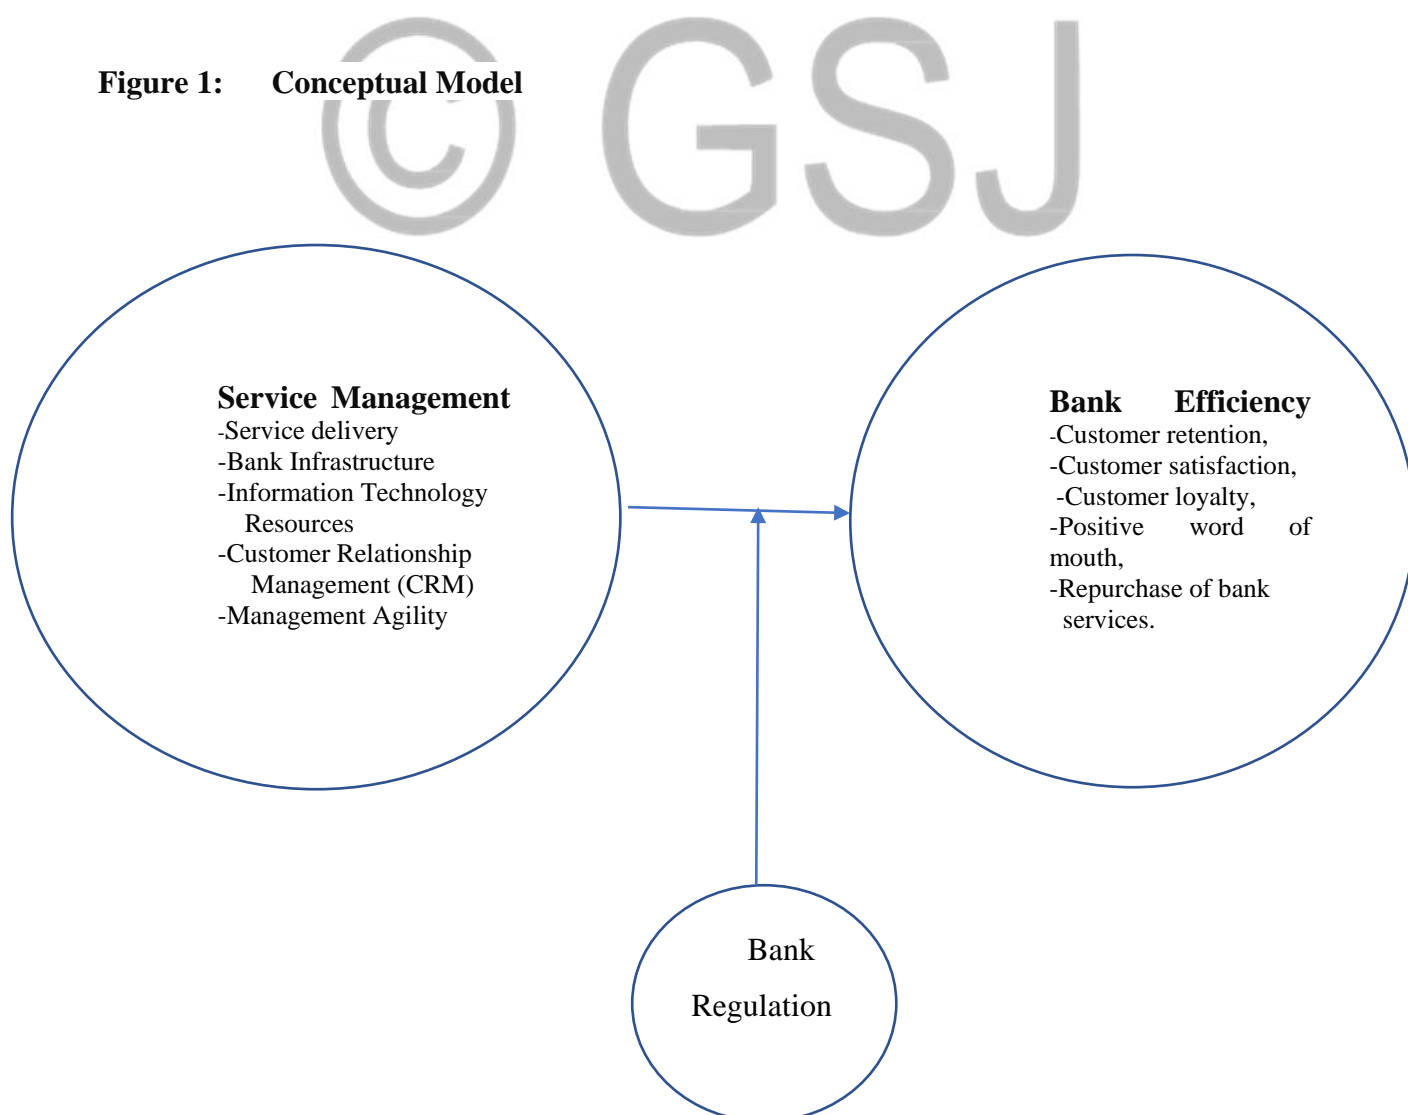 © GSJ
Figure 1: Conceptual Model
Service Management
-Service delivery
-Bank Infrastructure
-Information Technology
Resources
-Customer Relationship
Management (CRM)
-Management Agility
Bank Efficiency
-Customer retention,
-Customer satisfaction,
-Customer loyalty,
-Positive word of
mouth,
-Repurchase of bank
services.
Bank
Regulation